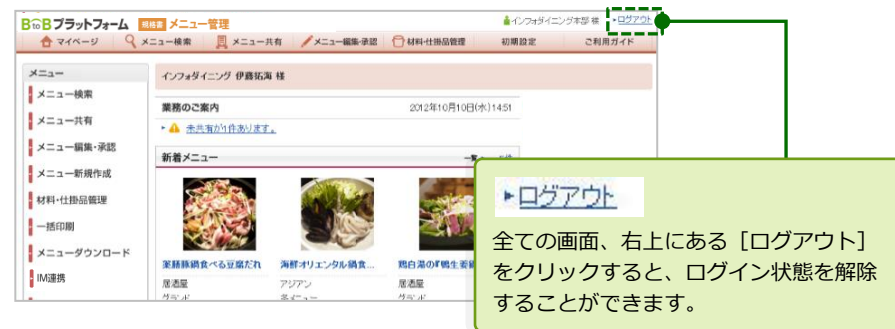 BtoBプラットフォーム 規格書 メニュー管理
インフォダイニング本部 様 ログアウト
マイページ メニュー検索 メニュー共有 メニュー編集・承認 材料・仕掛品管理 初期設定 ご利用ガイド
メニュー
メニュー検索
メニュー共有
メニュー編集・承認
メニュー新規作成
材料・仕掛品管理
一括印刷
メニューダウンロード
IM連携
インフォダイニング 伊藤拓海 様
業務のご案内 2012年10月10日(水)14:51
未共有が1件あります。
新着メニュー
薬膳豚鍋食べる豆腐だれ 海鮮オリエンタル鍋食...
居酒屋 アジアン 居酒屋
ログアウト
全ての画面、右上にある［ログアウト］
をクリックすると、ログイン状態を解除
することができます。